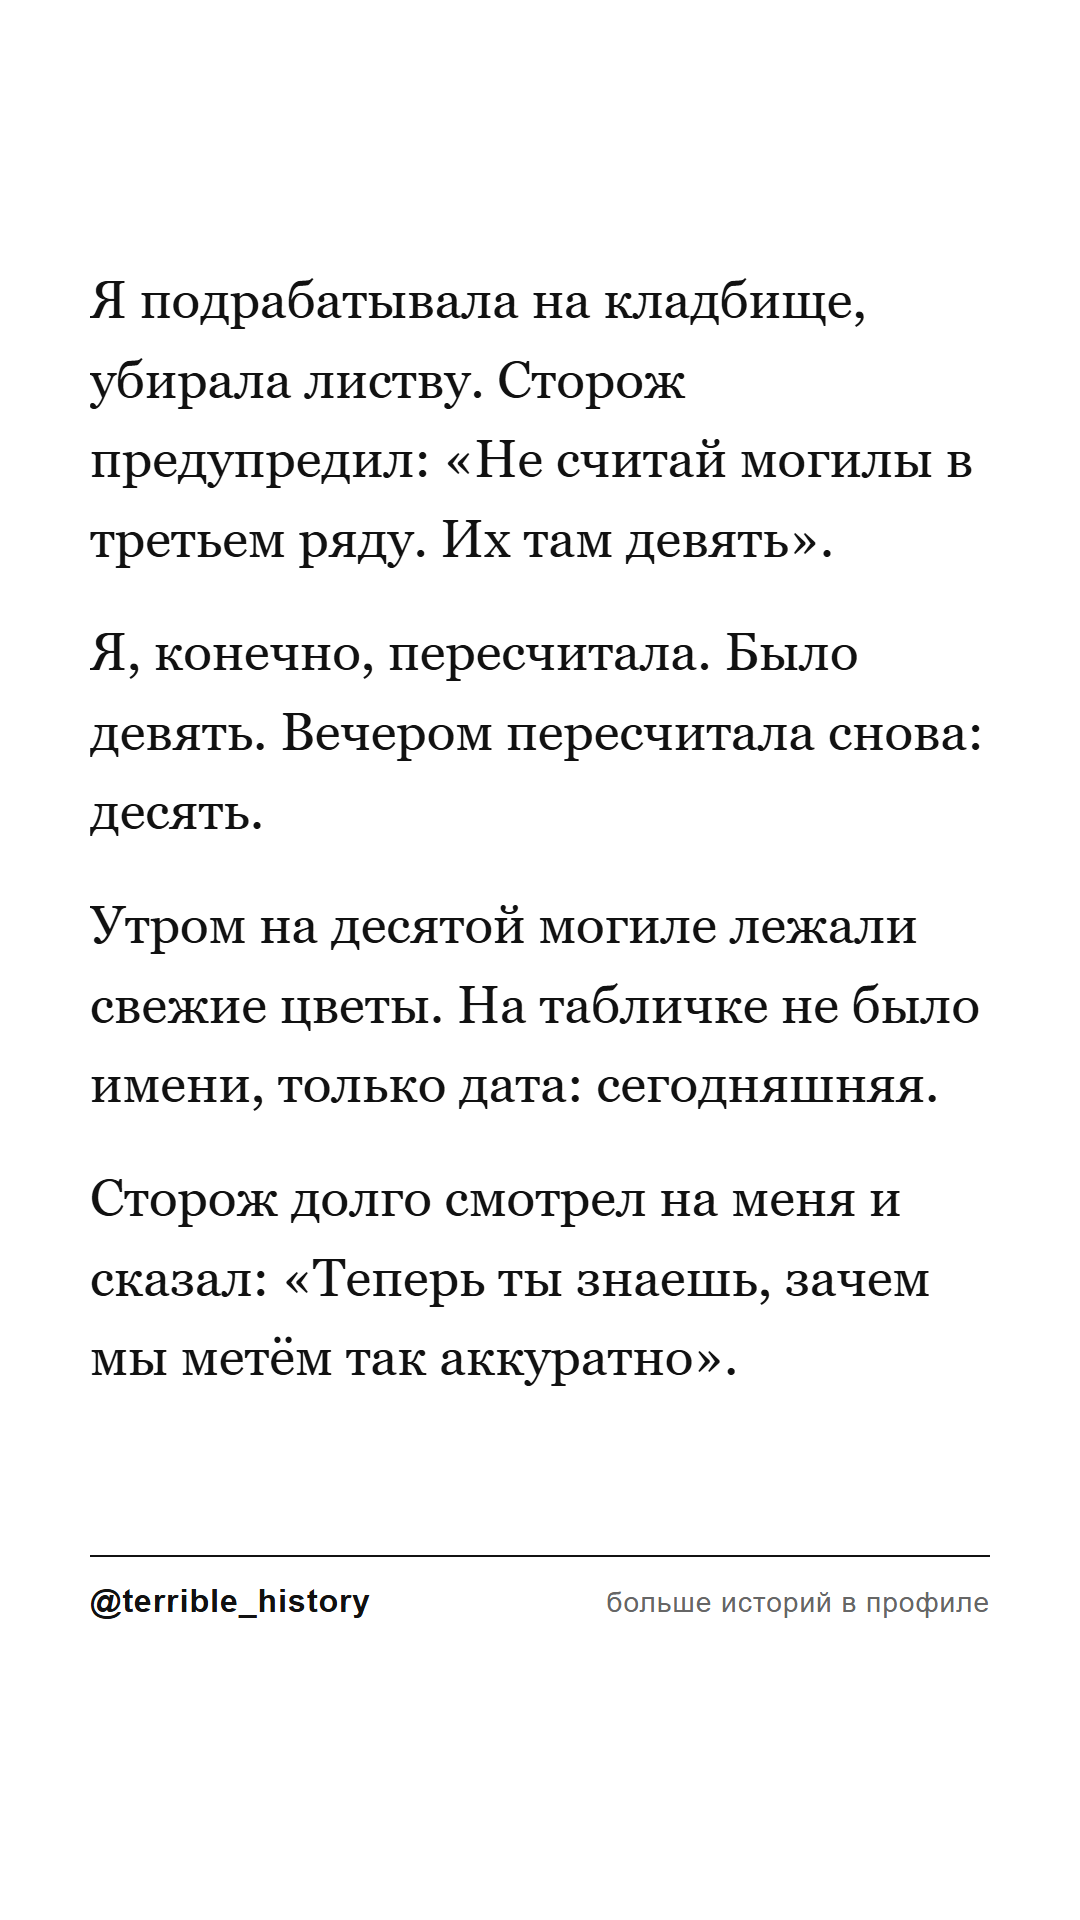 Я подрабатывала на кладбище,
убирала листву. Сторож
предупредил: «Не считай могилы в
третьем ряду. Их там девять».
Я, конечно, пересчитала. Было
девять. Вечером пересчитала снова:
десять.
Утром на десятой могиле лежали
свежие цветы. На табличке не было
имени, только дата: сегодняшняя.
Сторож долго смотрел на меня и
сказал: «Теперь ты знаешь, зачем
мы метём так аккуратно».
@terrible_history
больше историй в профиле